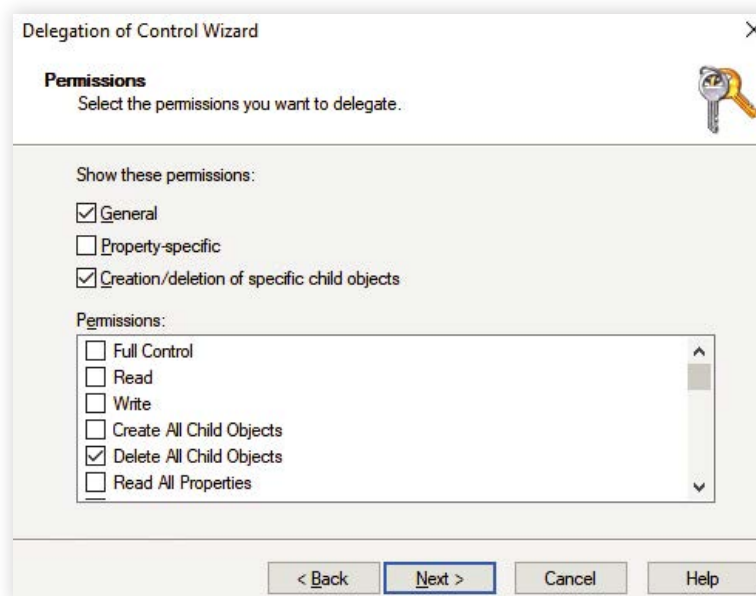 Delegation of Control Wizard
Permissions
Select the permissions you want to delegate.
Show these permissions:
General
Property-specific
Creation/deletion of specific child objects
Permissions:
Full Control
Read
Write
Create All Child Objects
Delete All Child Objects
Read All Properties
< Back Next > Cancel Help